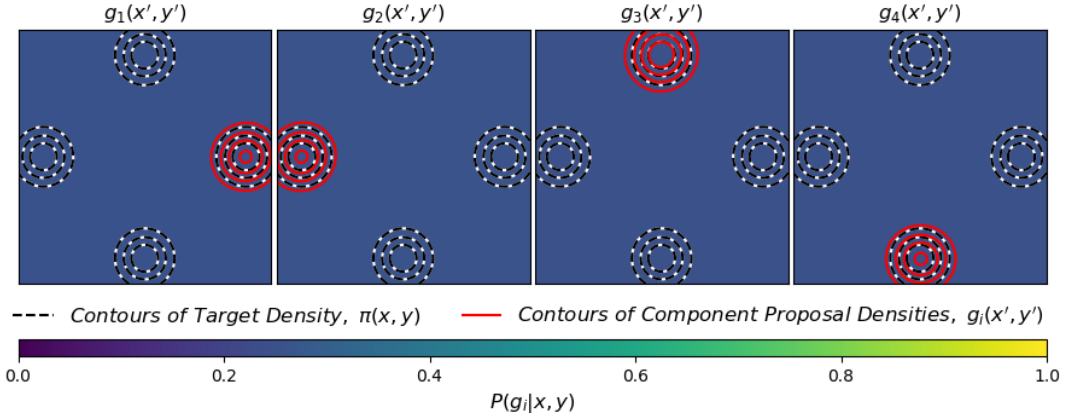 g₁(x′, y′) g₂(x′, y′) g₃(x′, y′) g₄(x′, y′)
Contours of Target Density, π(x, y) Contours of Component Proposal Densities, gᵢ(x′, y′)
0.0 0.2 0.4 0.6 0.8 1.0
P(gᵢ|x, y)